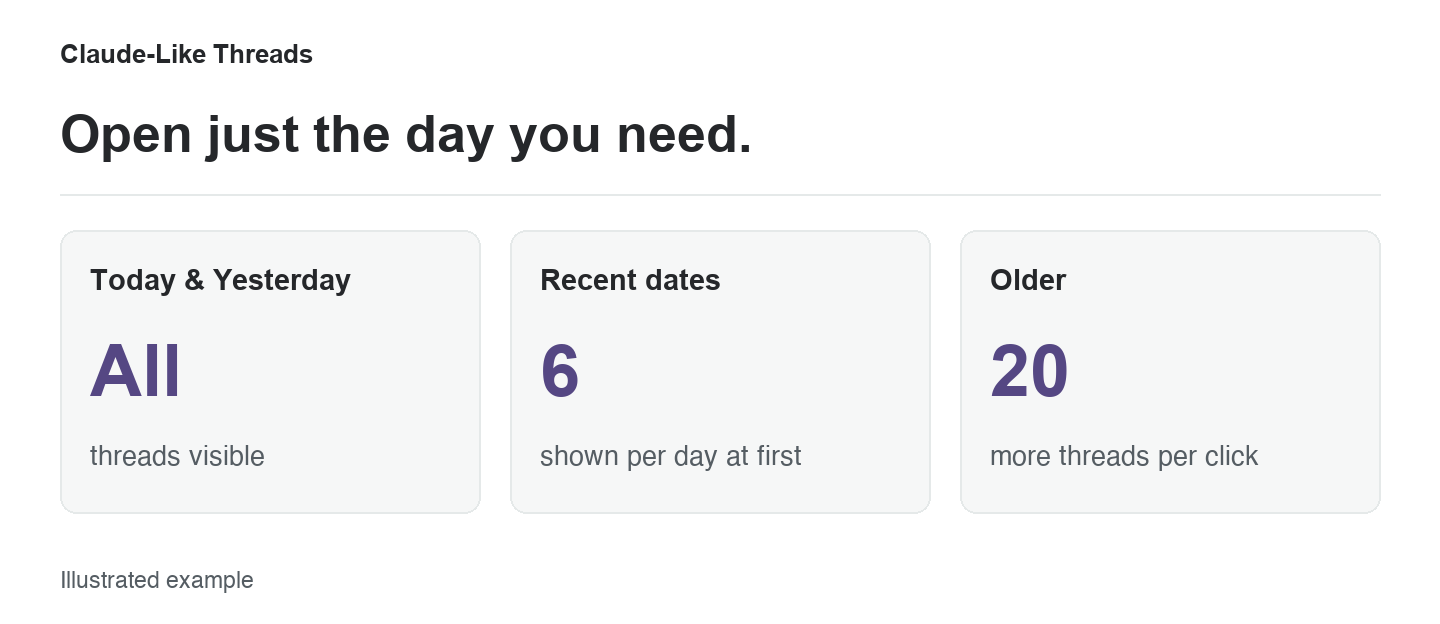 Claude-Like Threads
Open just the day you need.
Today & Yesterday
All
threads visible
Recent dates
6
shown per day at first
Older
20
more threads per click
Illustrated example